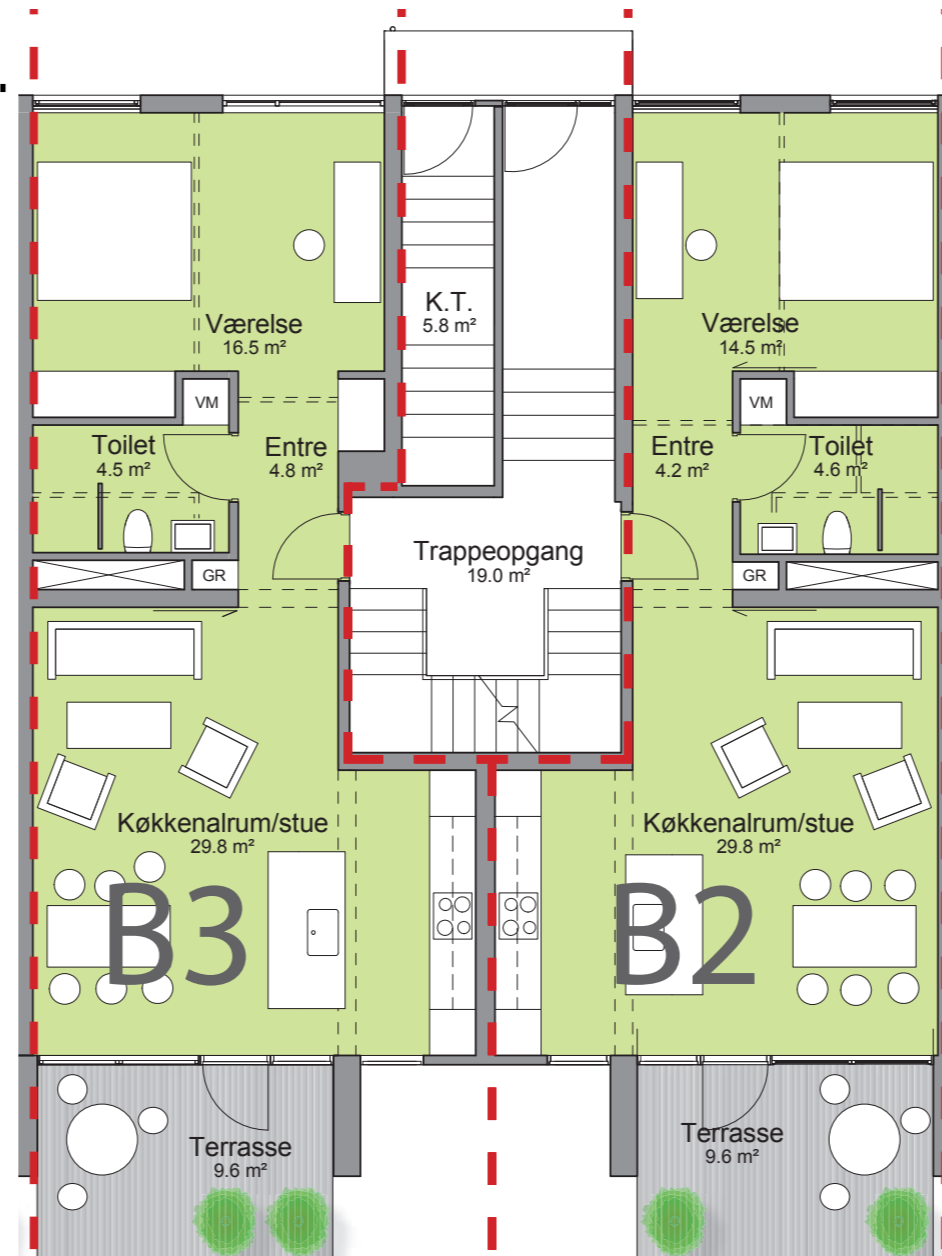 K.T.
5.8 m²
Værelse
16.5 m²
Værelse
14.5 m²
VM
VM
Toilet
4.5 m²
Entre
4.8 m²
Entre
4.2 m²
Toilet
4.6 m²
Trappeopgang
19.0 m²
GR
GR
Køkkenalrum/stue
29.8 m²
Køkkenalrum/stue
29.8 m²
B3
B2
Terrasse
9.6 m²
Terrasse
9.6 m²